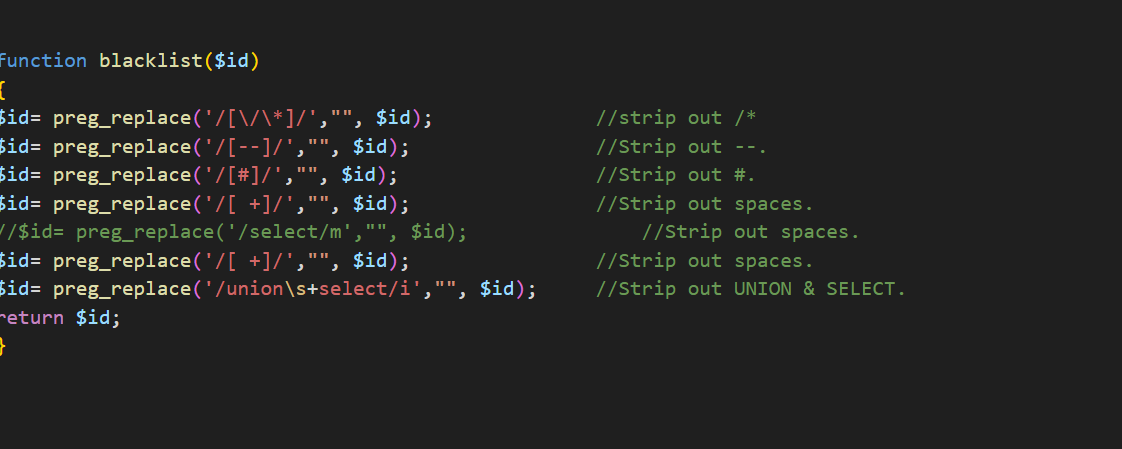 function blacklist($id)
{
$id= preg_replace('/[\/\*]/',"", $id); //strip out /*
$id= preg_replace('/[--]/',"", $id); //Strip out --.
$id= preg_replace('/[#]/',"", $id); //Strip out #.
$id= preg_replace('/[ +]/',"", $id); //Strip out spaces.
//$id= preg_replace('/select/m',"", $id); //Strip out spaces.
$id= preg_replace('/[ +]/',"", $id); //Strip out spaces.
$id= preg_replace('/union\s+select/i',"", $id); //Strip out UNION & SELECT.
return $id;
}